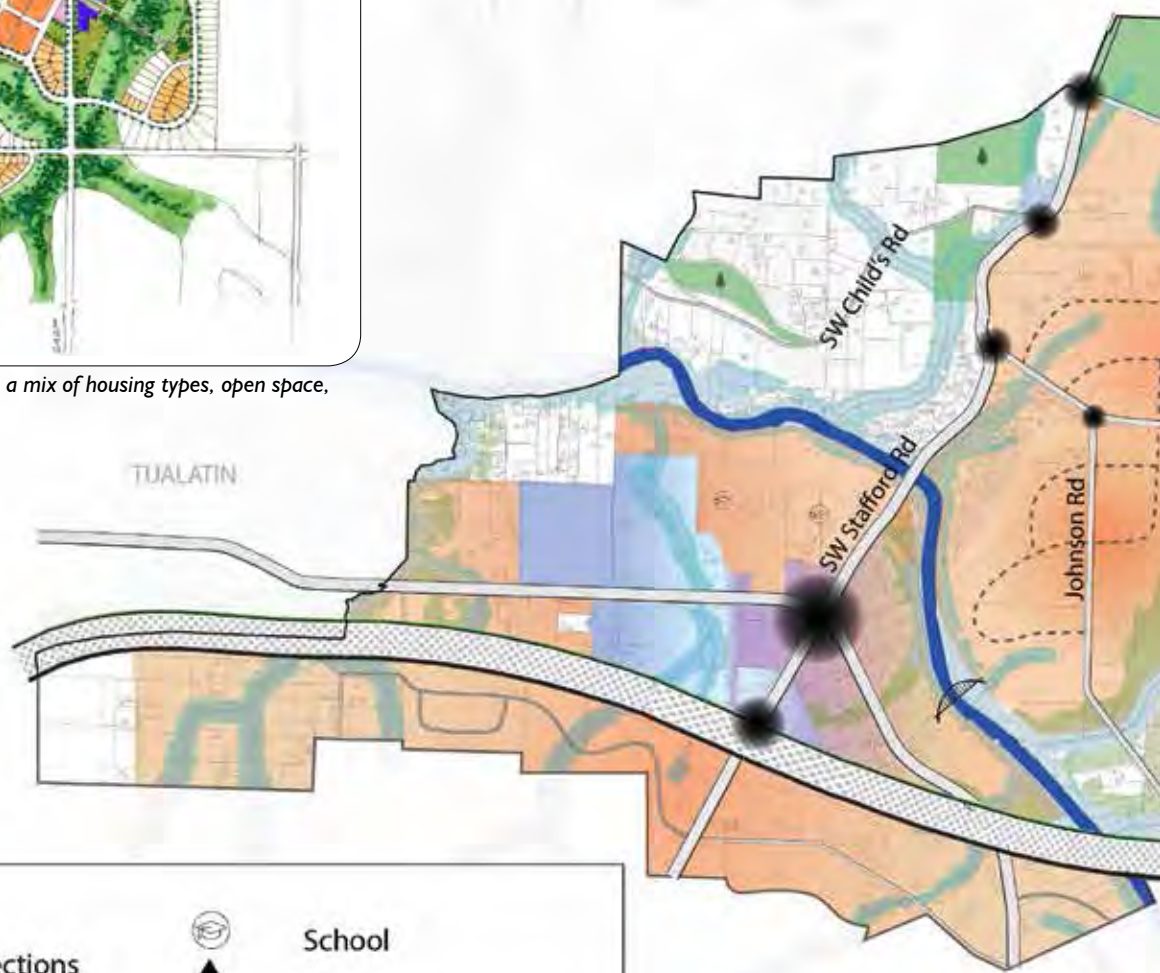 a mix of housing types, open space,
TUALATIN
SW Child's Rd
SW Stafford Rd
Johnson Rd
School
ections